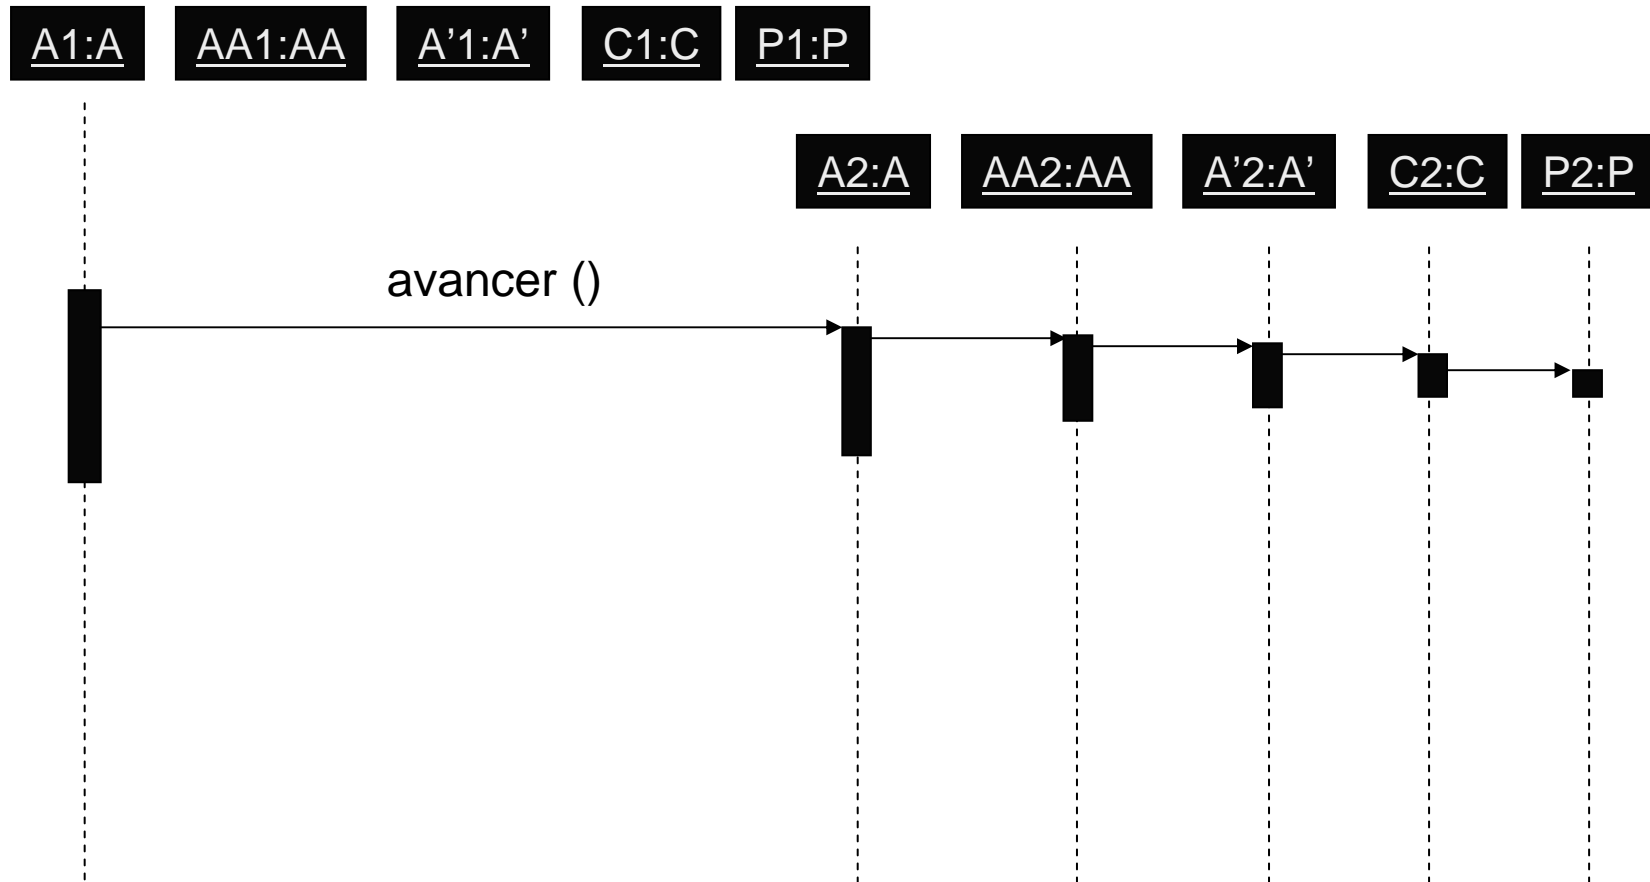 A1:A AA1:AA A’1:A’ C1:C P1:P
A2:A AA2:AA A’2:A’ C2:C P2:P
avancer ()